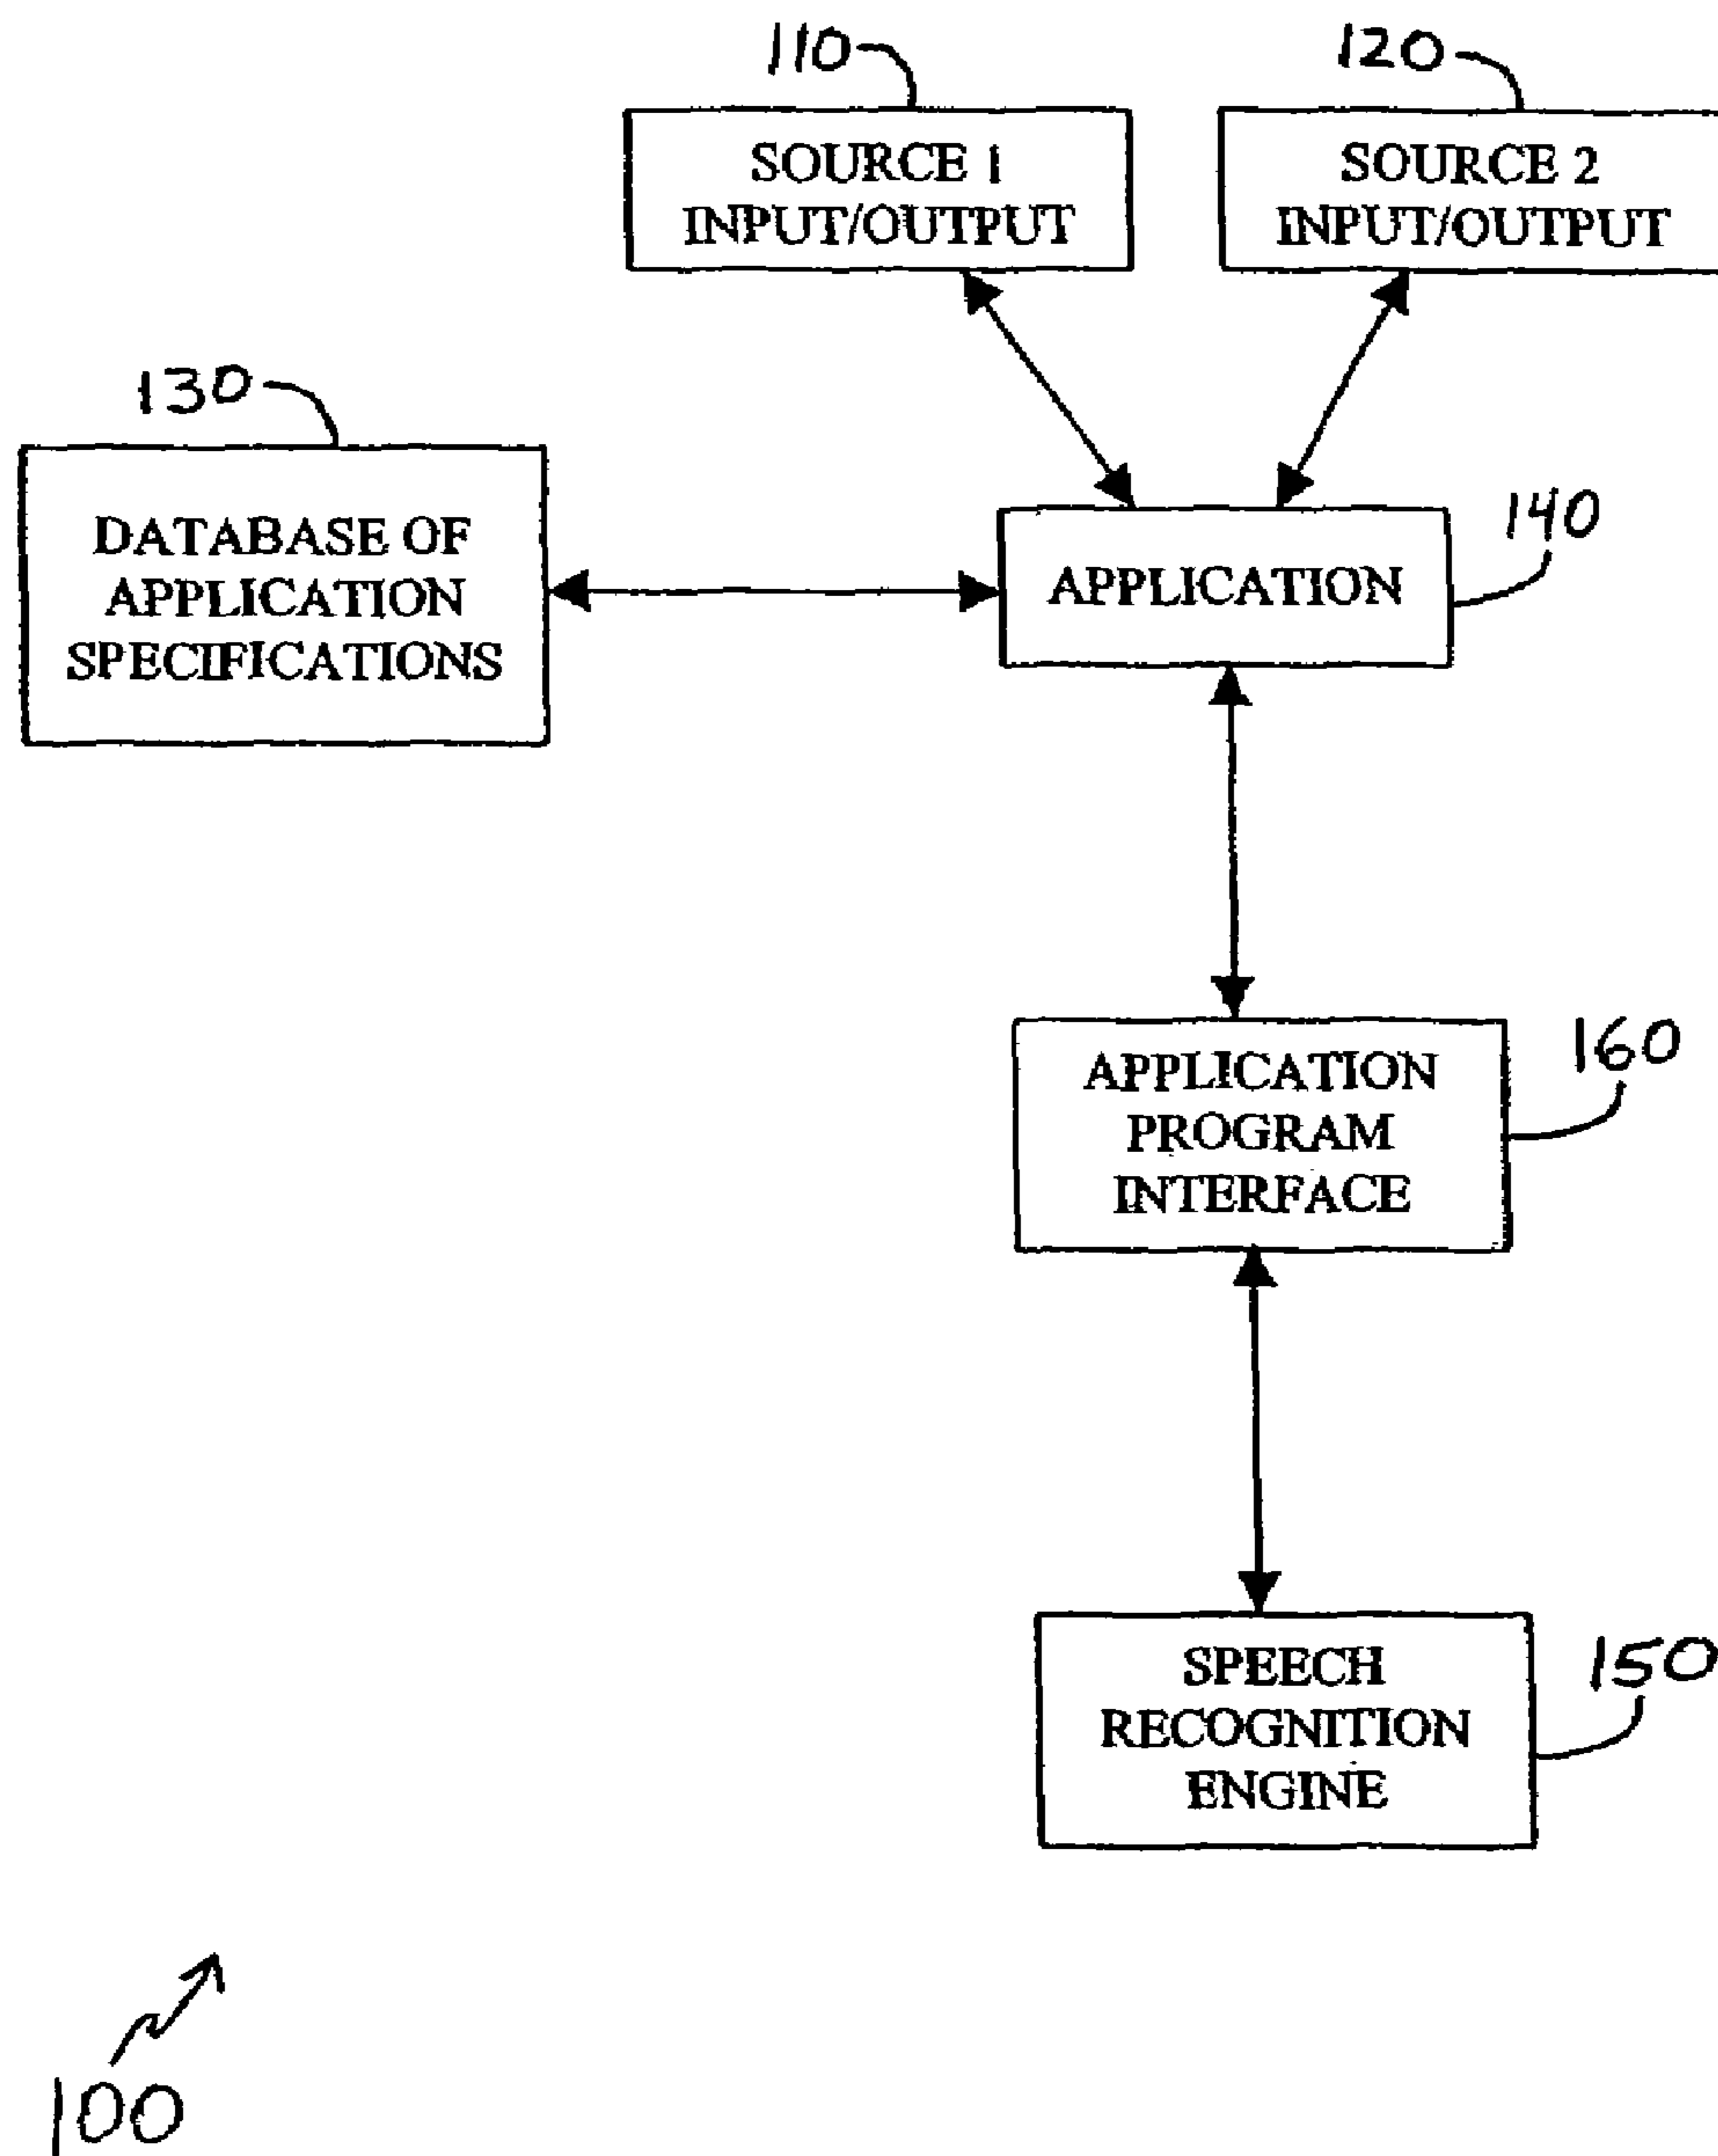 110
120
SOURCE 1
INPUT/OUTPUT
SOURCE 2
INPUT/OUTPUT
130
DATABASE OF
APPLICATION
SPECIFICATIONS
140
APPLICATION
160
APPLICATION
PROGRAM
INTERFACE
150
SPEECH
RECOGNITION
ENGINE
100